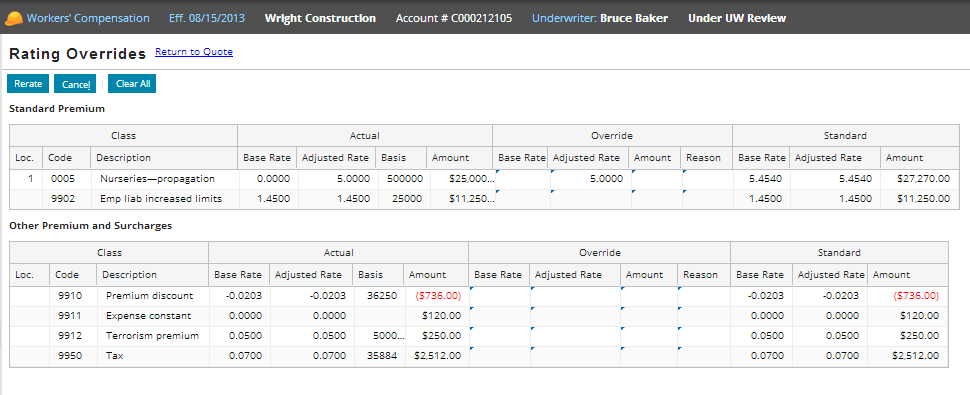 Workers' Compensation Eff. 08/15/2013 Wright Construction Account # C000212105 Underwriter: Bruce Baker Under UW Review
Rating Overrides Return to Quote
Rerate Cancel Clear All
Standard Premium
Class Actual Override Standard
Loc. Code Description Base Rate Adjusted Rate Basis Amount Base Rate Adjusted Rate Amount Reason Base Rate Adjusted Rate Amount
1 0005 Nurseries—propagation 0.0000 5.0000 500000 $25,000... 5.0000 5.4540 5.4540 $27,270.00
9902 Emp liab increased limits 1.4500 1.4500 25000 $11,250... 1.4500 1.4500 $11,250.00
Other Premium and Surcharges
Class Actual Override Standard
Loc. Code Description Base Rate Adjusted Rate Basis Amount Base Rate Adjusted Rate Amount Reason Base Rate Adjusted Rate Amount
9910 Premium discount -0.0203 -0.0203 36250 ($736.00) -0.0203 -0.0203 ($736.00)
9911 Expense constant 0.0000 0.0000 $120.00 0.0000 0.0000 $120.00
9912 Terrorism premium 0.0500 0.0500 5000... $250.00 0.0500 0.0500 $250.00
9950 Tax 0.0700 0.0700 35884 $2,512.00 0.0700 0.0700 $2,512.00